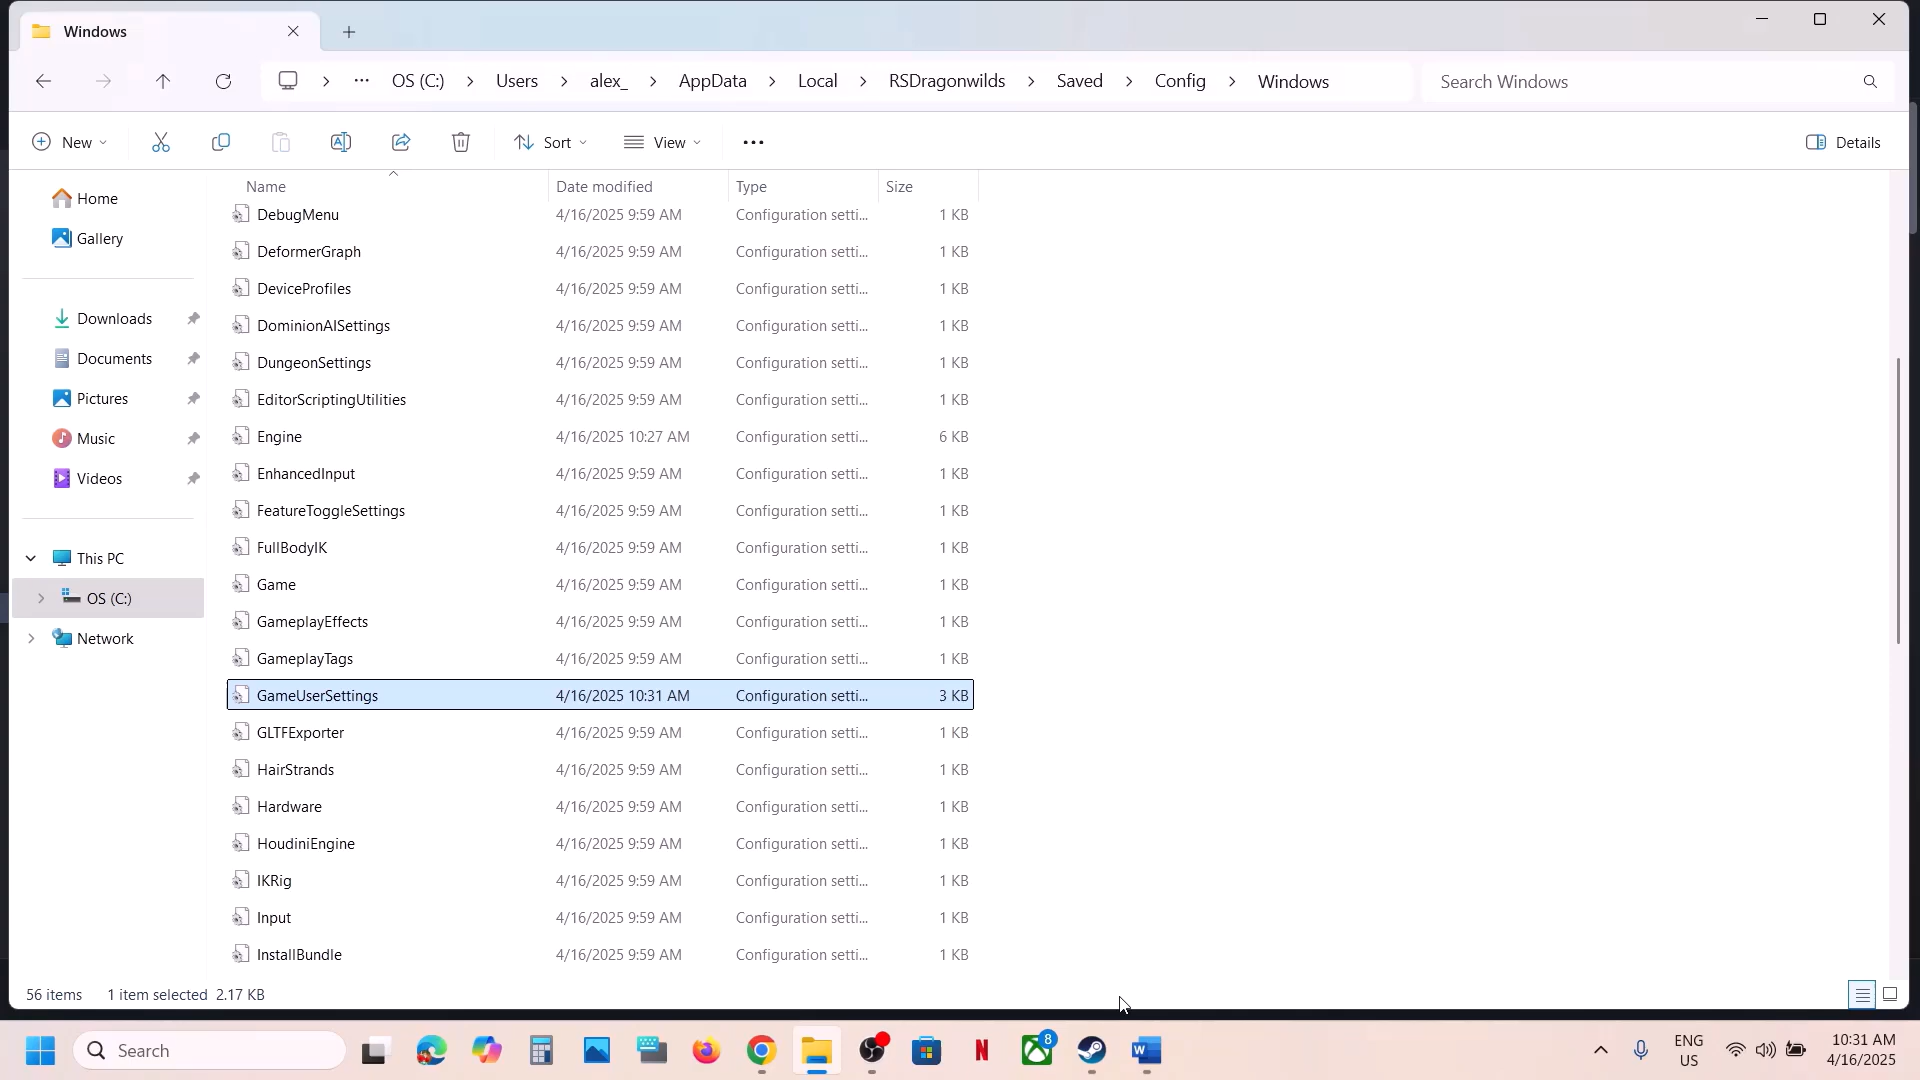 Windows
OS (C:) Users alex_ AppData Local RSDragonwilds Saved Config Windows
Search Windows
New Sort View ••• Details
Name Date modified Type Size
Home
Gallery
Downloads
Documents
Pictures
Music
Videos
This PC
OS (C:)
Network
DebugMenu 4/16/2025 9:59 AM Configuration setti... 1 KB
DeformerGraph 4/16/2025 9:59 AM Configuration setti... 1 KB
DeviceProfiles 4/16/2025 9:59 AM Configuration setti... 1 KB
DominionAISettings 4/16/2025 9:59 AM Configuration setti... 1 KB
DungeonSettings 4/16/2025 9:59 AM Configuration setti... 1 KB
EditorScriptingUtilities 4/16/2025 9:59 AM Configuration setti... 1 KB
Engine 4/16/2025 10:27 AM Configuration setti... 6 KB
EnhancedInput 4/16/2025 9:59 AM Configuration setti... 1 KB
FeatureToggleSettings 4/16/2025 9:59 AM Configuration setti... 1 KB
FullBodyIK 4/16/2025 9:59 AM Configuration setti... 1 KB
Game 4/16/2025 9:59 AM Configuration setti... 1 KB
GameplayEffects 4/16/2025 9:59 AM Configuration setti... 1 KB
GameplayTags 4/16/2025 9:59 AM Configuration setti... 1 KB
GameUserSettings 4/16/2025 10:31 AM Configuration setti... 3 KB
GLTFExporter 4/16/2025 9:59 AM Configuration setti... 1 KB
HairStrands 4/16/2025 9:59 AM Configuration setti... 1 KB
Hardware 4/16/2025 9:59 AM Configuration setti... 1 KB
HoudiniEngine 4/16/2025 9:59 AM Configuration setti... 1 KB
IKRig 4/16/2025 9:59 AM Configuration setti... 1 KB
Input 4/16/2025 9:59 AM Configuration setti... 1 KB
InstallBundle 4/16/2025 9:59 AM Configuration setti... 1 KB
56 items 1 item selected 2.17 KB
Search
8
ENG
US
10:31 AM
4/16/2025